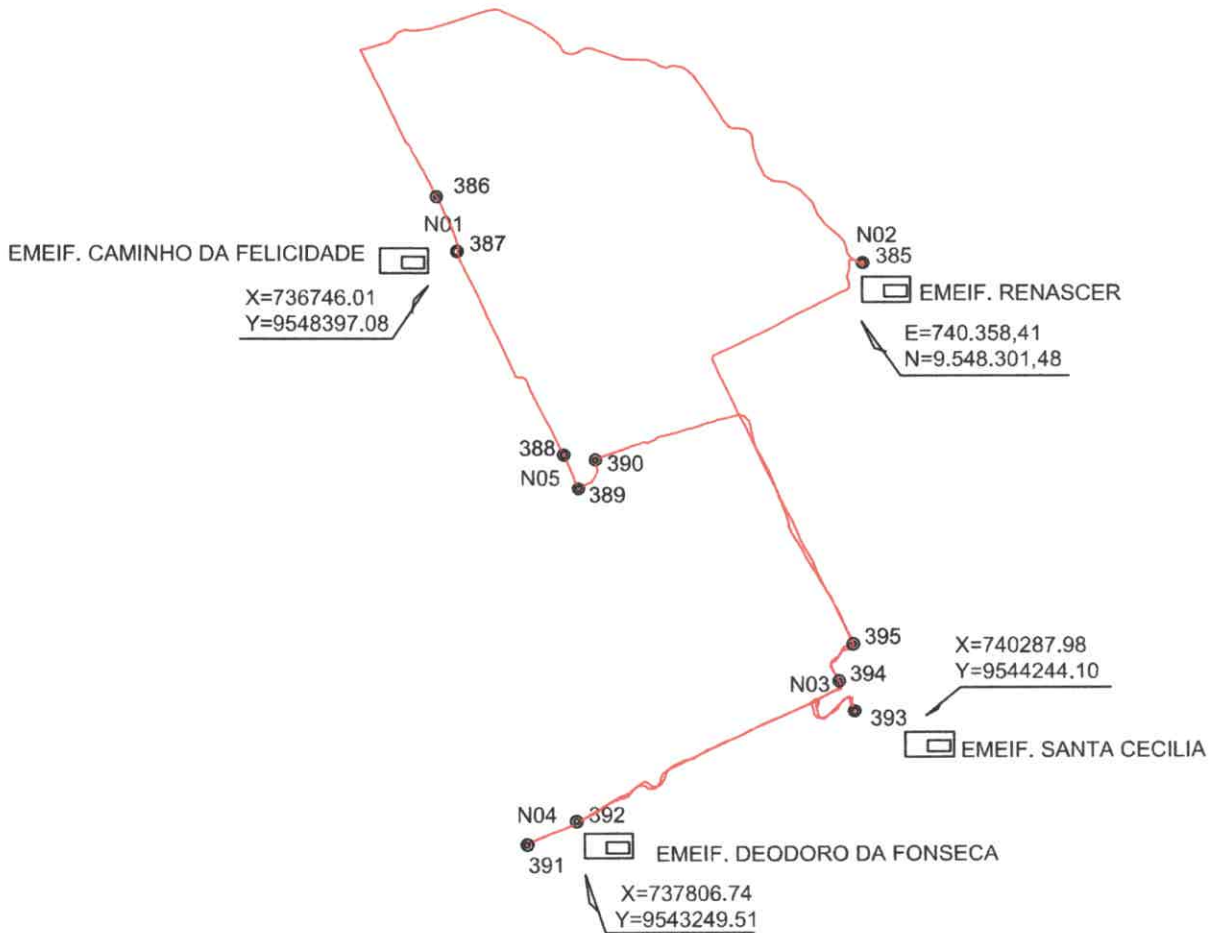 386
N01
387
EMEIF. CAMINHO DA FELICIDADE
X=736746.01
Y=9548397.08
N02
385
EMEIF. RENASCER
E=740.358,41
N=9.548.301,48
388
390
N05
389
395
X=740287.98
Y=9544244.10
N03
394
393
EMEIF. SANTA CECILIA
N04
392
391
EMEIF. DEODORO DA FONSECA
X=737806.74
Y=9543249.51